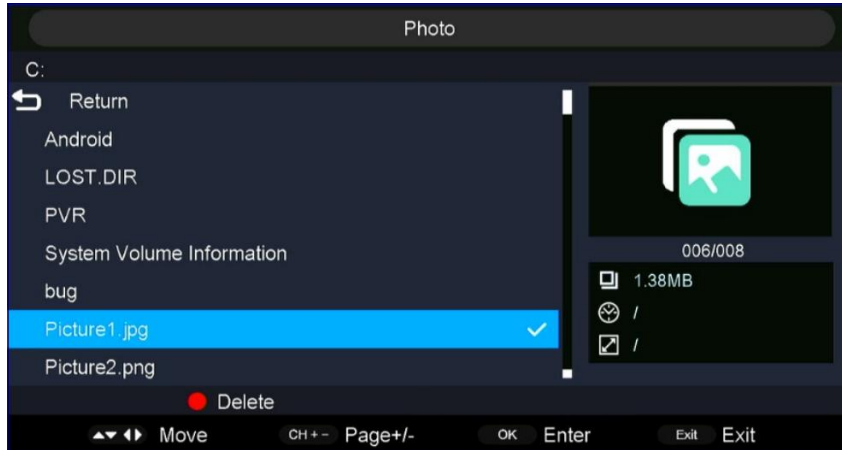 Photo
C:
Return
Android
LOST.DIR
PVR
System Volume Information
bug
Picture1.jpg
Picture2.png
006/008
1.38MB
/
/
Delete
Move CH + - Page+/- OK Enter Exit Exit